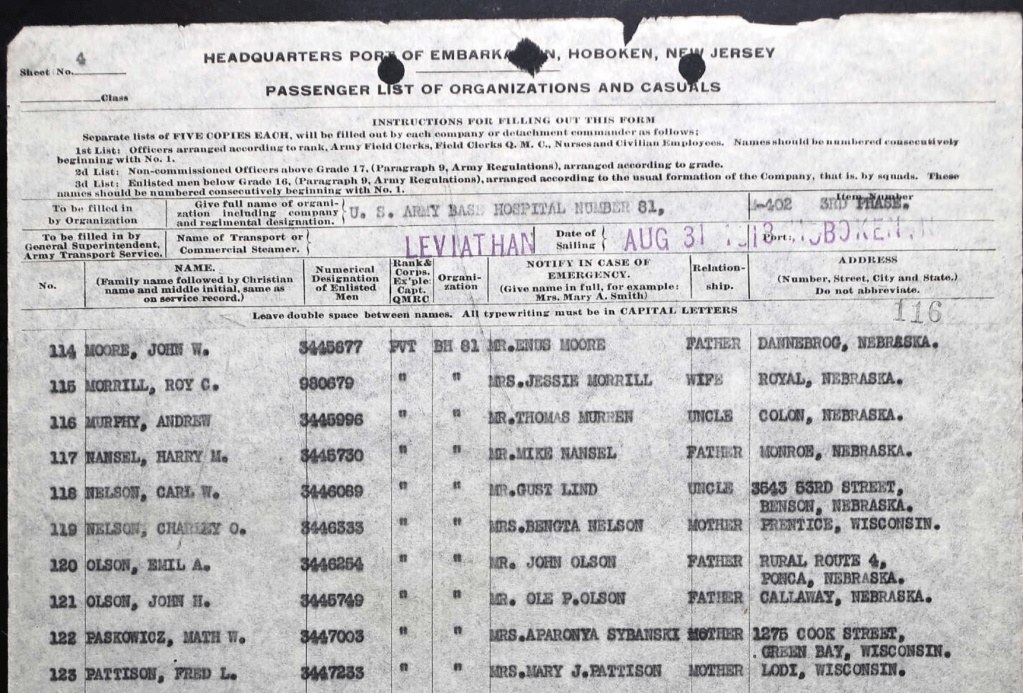 4
HEADQUARTERS PORT OF EMBARKATION, HOBOKEN, NEW JERSEY
Sheet No.
Class
PASSENGER LIST OF ORGANIZATIONS AND CASUALS
INSTRUCTIONS FOR FILLING OUT THIS FORM
Separate lists of FIVE COPIES EACH, will be filled out by each company or detachment commander as follows:
1st List: Officers arranged according to rank, Army Field Clerks, Field Clerks Q. M. C., Nurses and Civilian Employees. Names should be numbered consecutively
beginning with No. 1.
2d List: Non-commissioned Officers above Grade 17, (Paragraph 9, Army Regulations), arranged according to grade.
3d List: Enlisted men below Grade 16, (Paragraph 9, Army Regulations), arranged according to the usual formation of the Company, that is, by squads. These
names should be numbered consecutively beginning with No. 1.
To be filled in
by Organization
Give full name of organi-
zation including company
and regimental designation.
U. S. ARMY BASE HOSPITAL NUMBER 81,
Item Number
-402 3RD PHASE.
To be filled in by
General Superintendent,
Army Transport Service.
Name of Transport or
Commercial Steamer.
LEVIATHAN
Date of
Sailing
AUG 31
Port:
No.
NAME.
(Family name followed by Christian
name and middle initial, same as
on service record.)
Numerical
Designation
of Enlisted
Men
Rank &
Corps.
Ex'ple:
Capt.
QMRC
Organi-
zation
NOTIFY IN CASE OF
EMERGENCY.
(Give name in full, for example:
Mrs. Mary A. Smith)
Relation-
ship.
ADDRESS
(Number, Street, City and State.)
Do not abbreviate.
Leave double space between names. All typewriting must be in CAPITAL LETTERS
116
114 MOORE, JOHN W. 3445677 PVT BH 81 MR.ENUS MOORE FATHER DANNEBROG, NEBRASKA.
115 MORRILL, ROY C. 980679 " " MRS.JESSIE MORRILL WIFE ROYAL, NEBRASKA.
116 MURPHY, ANDREW 3445996 " " MR.THOMAS MURREN UNCLE COLON, NEBRASKA.
117 NANSEL, HARRY M. 3445730 " " MR.MIKE NANSEL FATHER MONROE, NEBRASKA.
118 NELSON, CARL W. 3446089 " " MR.GUST LIND UNCLE 3543 53RD STREET,
BENSON, NEBRASKA.
119 NELSON, CHARLEY O. 3446333 " " MRS.BENGTA NELSON MOTHER PRENTICE, WISCONSIN.
120 OLSON, EMIL A. 3446254 " " MR. JOHN OLSON FATHER RURAL ROUTE 4,
PONCA, NEBRASKA.
121 OLSON, JOHN H. 3445749 " " MR. OLE P.OLSON FATHER CALLAWAY, NEBRASKA.
122 PASKOWICZ, MATH W. 3447003 " " MRS.APARONYA SYBANSKI MOTHER 1275 COOK STREET,
GREEN BAY, WISCONSIN.
123 PATTISON, FRED L. 3447233 " " MRS.MARY J.PATTISON MOTHER LODI, WISCONSIN.